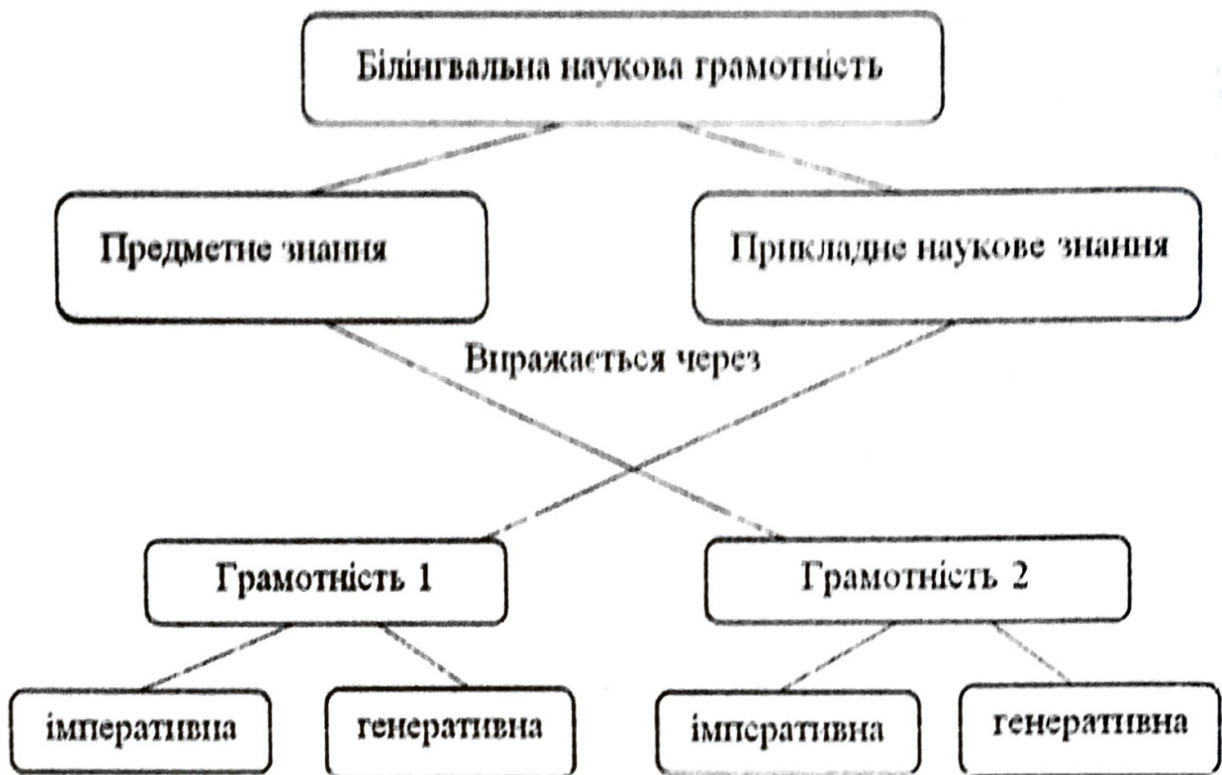 Білінгвальна наукова грамотність
Предметне знання
Прикладне наукове знання
Виражається через
Грамотність 1
Грамотність 2
імперативна
генеративна
імперативна
генеративна